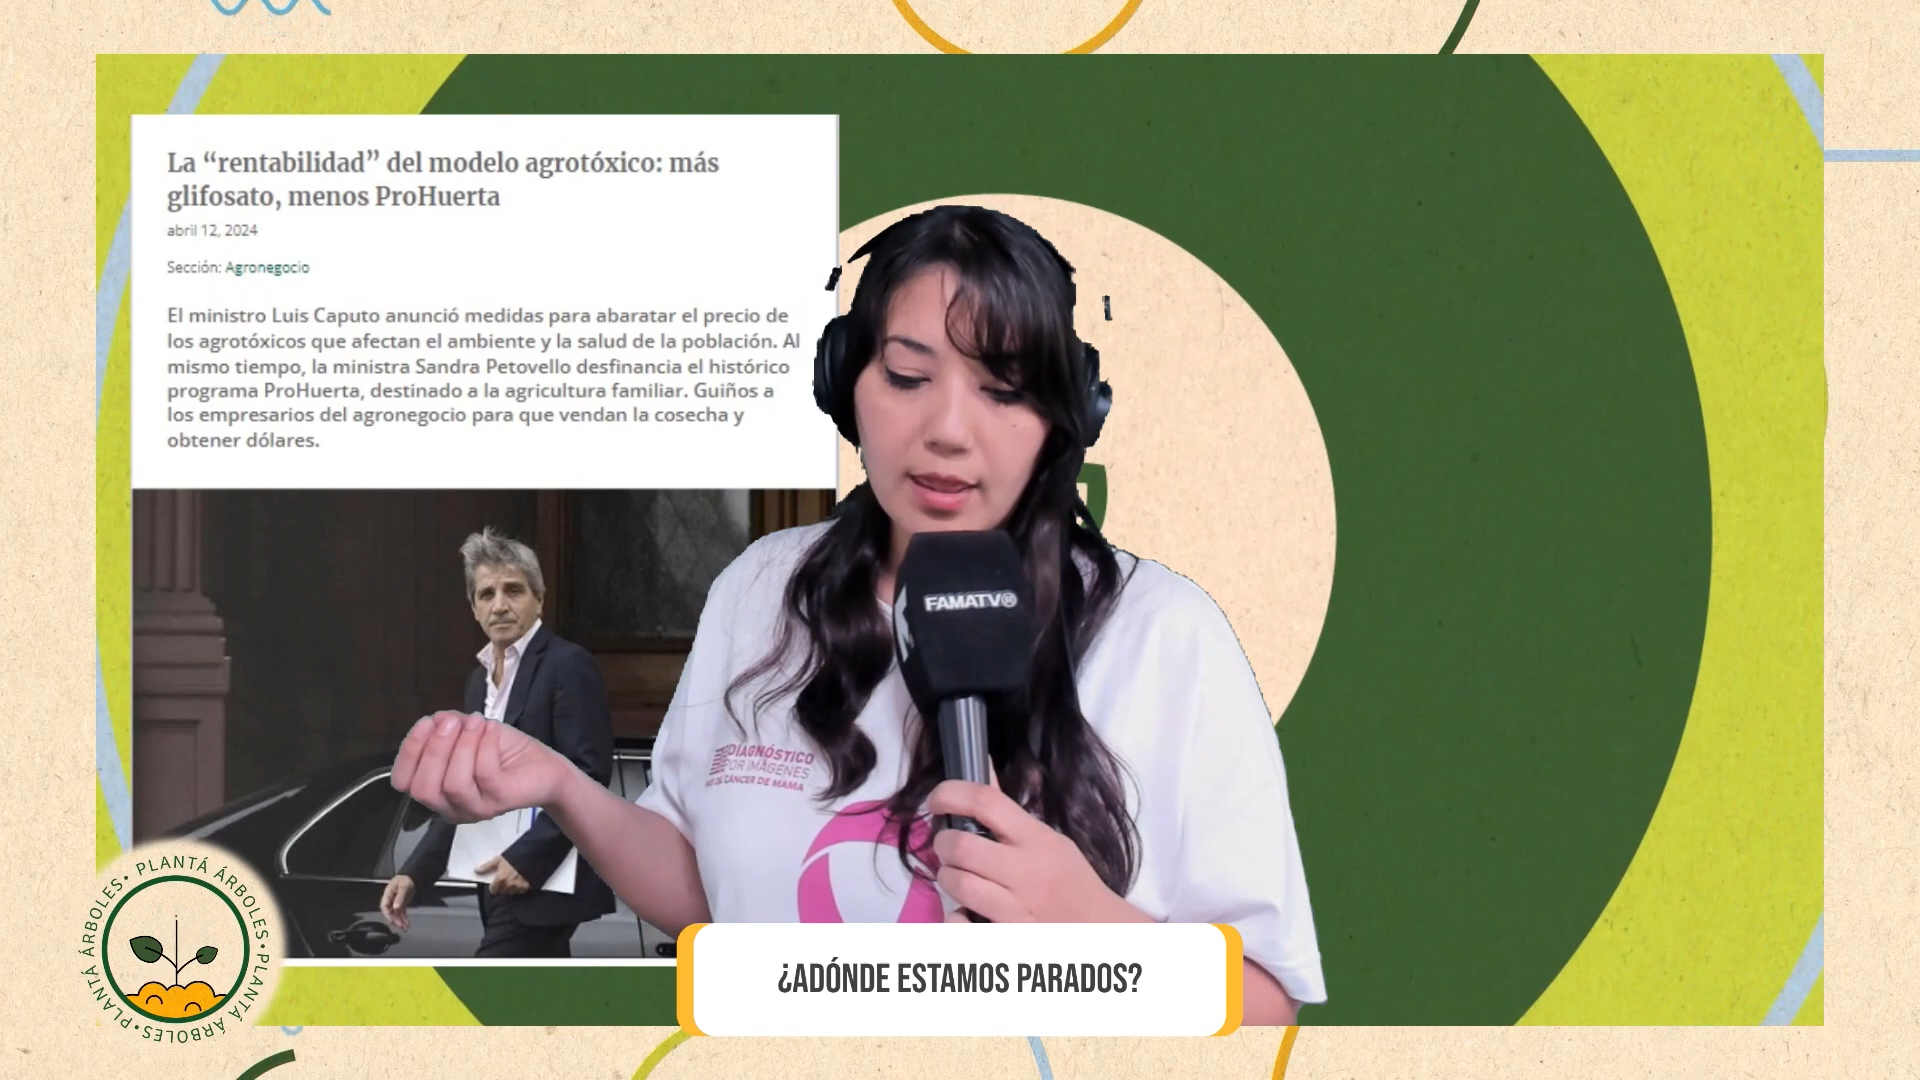 La “rentabilidad” del modelo agrotóxico: más
glifosato, menos ProHuerta
abril 12, 2024
Sección: Agronegocio
El ministro Luis Caputo anunció medidas para abaratar el precio de
los agrotóxicos que afectan el ambiente y la salud de la población. Al
mismo tiempo, la ministra Sandra Petovello desfinancia el histórico
programa ProHuerta, destinado a la agricultura familiar. Guiños a
los empresarios del agronegocio para que vendan la cosecha y
obtener dólares.
FAMATV®
DIAGNÓSTICO
POR IMÁGENES
CÁNCER DE MAMA
PLANTÁ ÁRBOLES • PLANTÁ ÁRBOLES • PLANTÁ ÁRBOLES •
¿ADÓNDE ESTAMOS PARADOS?